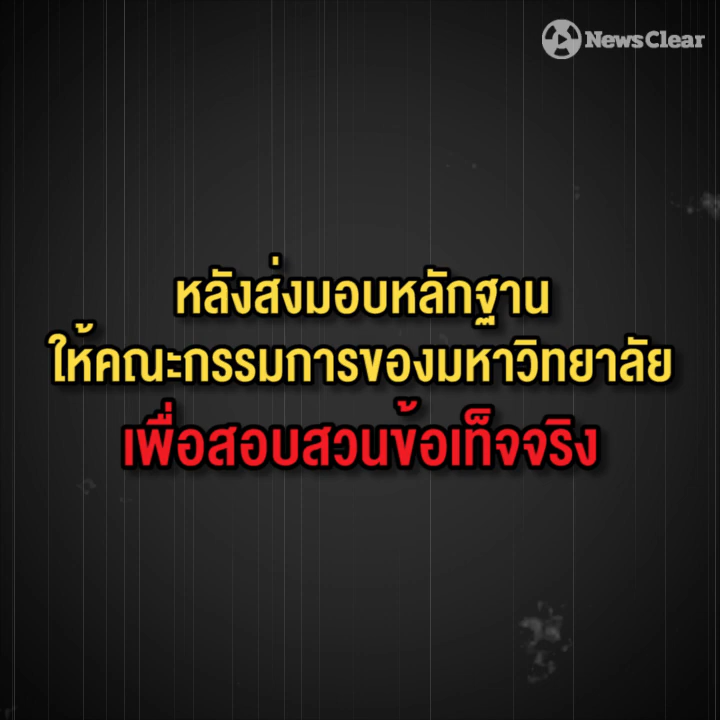 NewsClear
หลังส่งมอบหลักฐาน
ให้คณะกรรมการของมหาวิทยาลัย
เพื่อสอบสวนข้อเท็จจริง